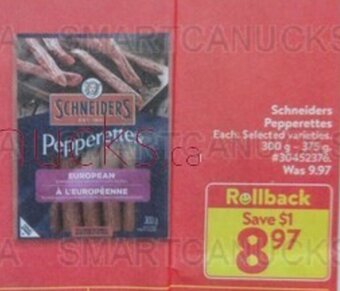 SMARTCANUCKS
SCHNEIDERS
Pepperettes
EUROPEAN
À L'EUROPÉENNE
300 g
Schneiders
Pepperettes
Each. Selected varieties.
300 g – 375 g.
#30452376.
Was 9.97
Rollback
Save $1
8.97
SMARTCANUCKS
.ca
SMARTCANUCKS